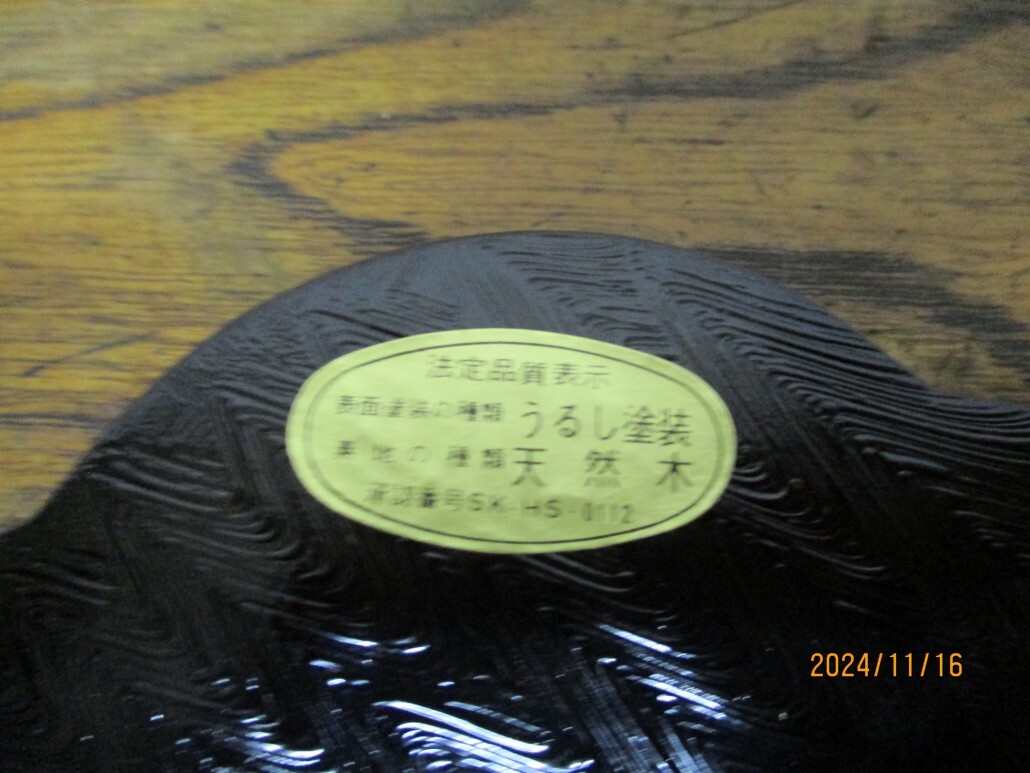 法定品質表示
表面塗装の種類 うるし塗装
素地の種類 天然木
承認番号SK-HS-0112
2024/11/16